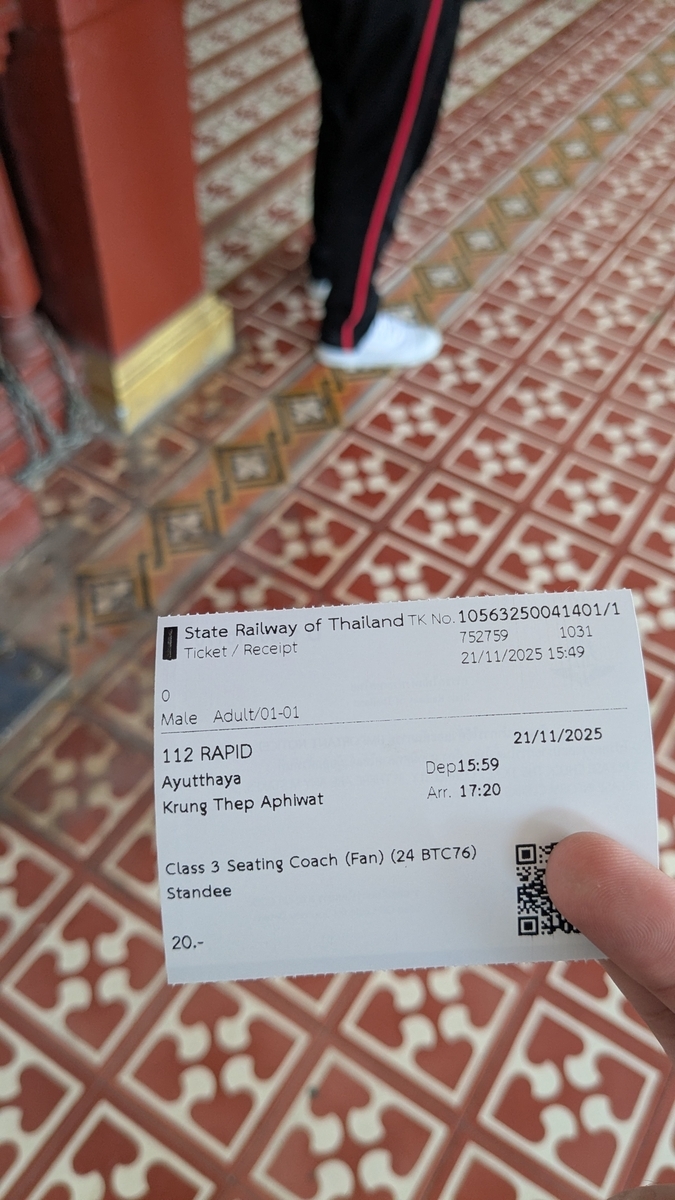 State Railway of Thailand TK No. 10563250041401/1
Ticket / Receipt 752759 1031
21/11/2025 15:49
0
Male Adult/01-01
112 RAPID 21/11/2025
Ayutthaya Dep 15:59
Krung Thep Aphiwat Arr. 17:20
Class 3 Seating Coach (Fan) (24 BTC76)
Standee
20.-